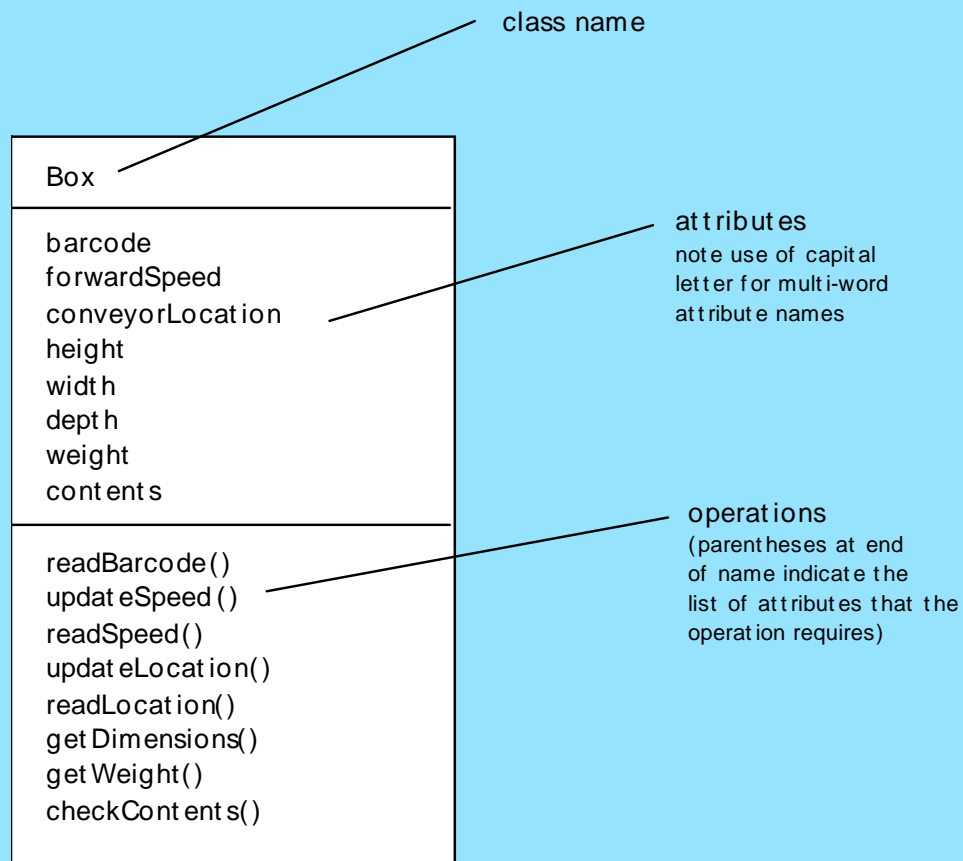 class name
Box
barcode
forwardSpeed
conveyorLocation
height
width
depth
weight
contents
attributes
note use of capital
letter for multi-word
attribute names
readBarcode()
updateSpeed()
readSpeed()
updateLocation()
readLocation()
getDimensions()
getWeight()
checkContents()
operations
(parentheses at end
of name indicate the
list of attributes that the
operation requires)